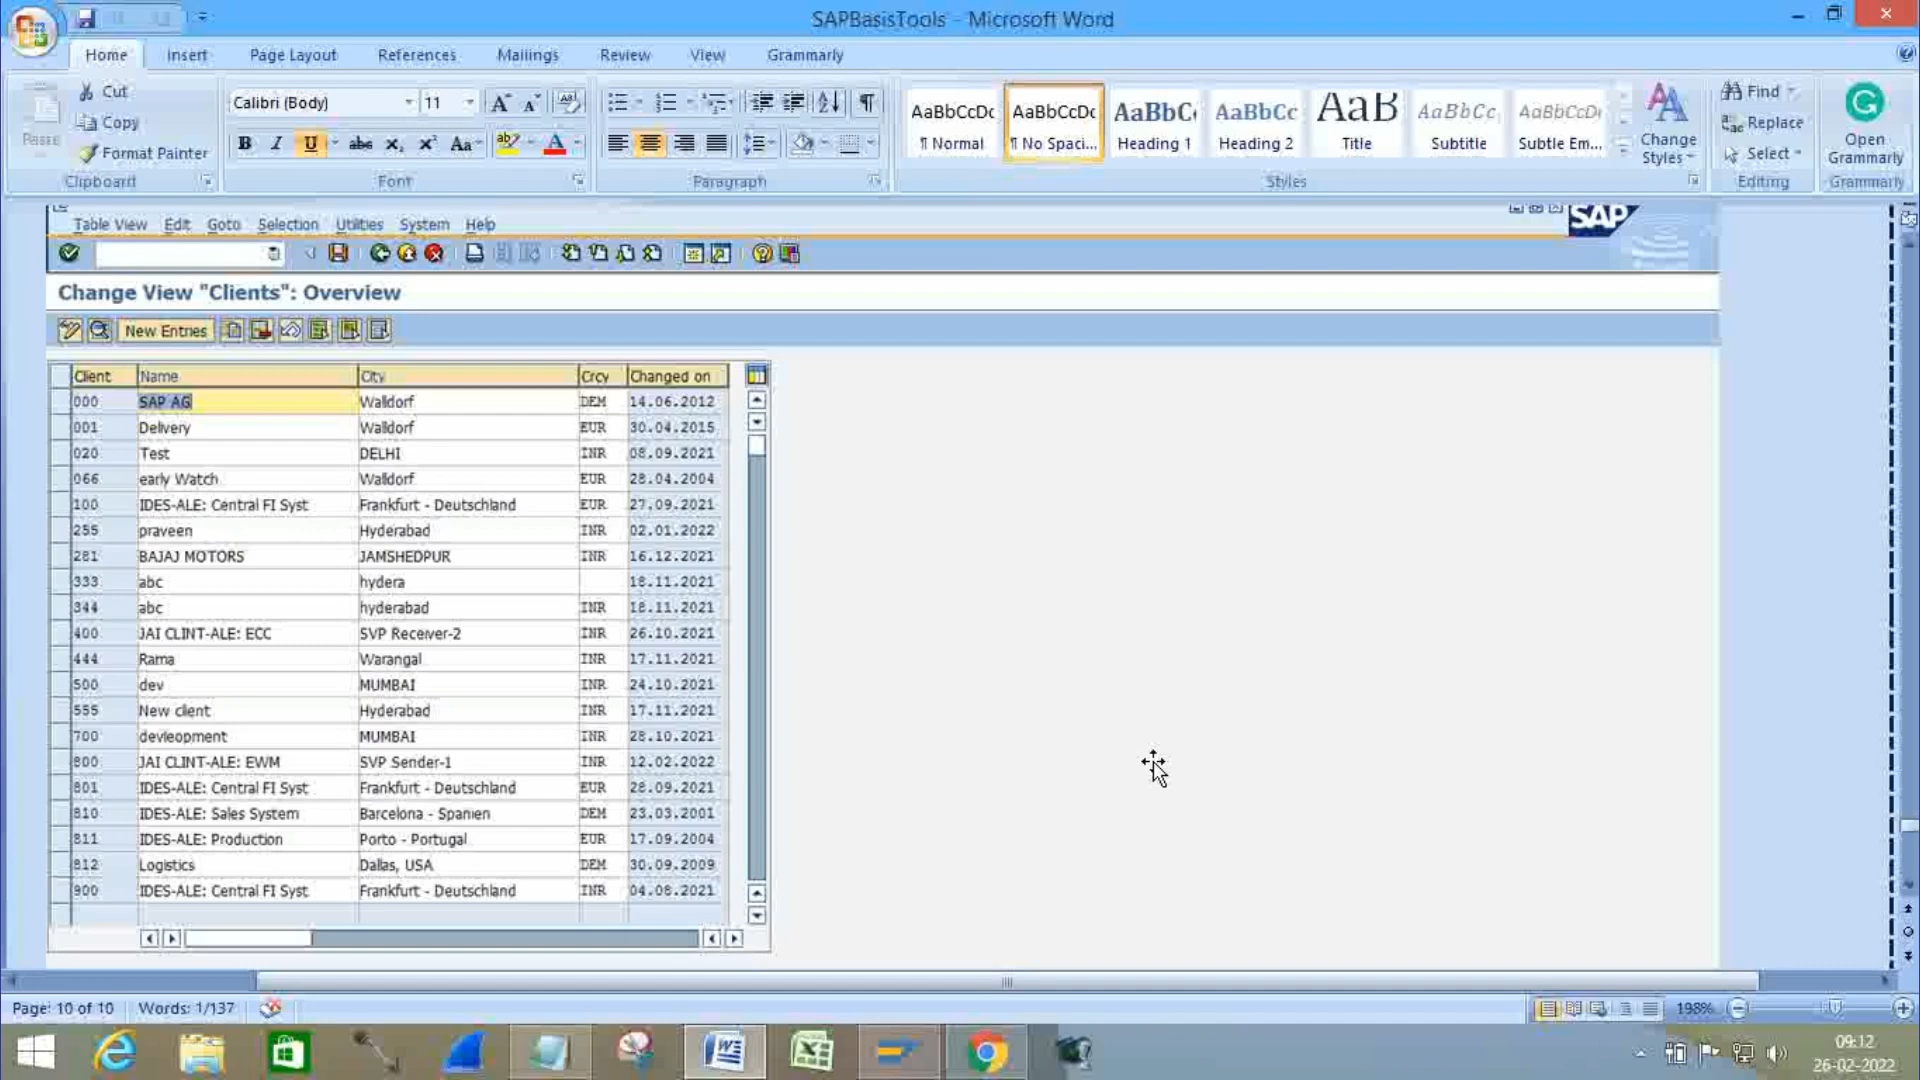 SAPBasisTools - Microsoft Word
Home Insert Page Layout References Mailings Review View Grammarly
Paste
Cut
Copy
Format Painter
Clipboard
Calibri (Body) 11
Font
Paragraph
AaBbCcDc AaBbCcDc AaBbC AaBbCc AaB AaBbCc. AaBbCcDi
¶ Normal ¶ No Spaci... Heading 1 Heading 2 Title Subtitle Subtle Em...
Change Styles
Styles
Find
Replace
Select
Editing
Open Grammarly
Grammarly
Table View Edit Goto Selection Utilities System Help
SAP
Change View "Clients": Overview
New Entries
Client Name City Crcy Changed on
000 SAP AG Walldorf DEM 14.06.2012
001 Delivery Walldorf EUR 30.04.2015
020 Test DELHI INR 08.09.2021
066 early Watch Walldorf EUR 28.04.2004
100 IDES-ALE: Central FI Syst Frankfurt - Deutschland EUR 27.09.2021
255 praveen Hyderabad INR 02.01.2022
281 BAJAJ MOTORS JAMSHEDPUR INR 16.12.2021
333 abc hydera 18.11.2021
344 abc hyderabad INR 18.11.2021
400 JAI CLINT-ALE: ECC SVP Receiver-2 INR 26.10.2021
444 Rama Warangal INR 17.11.2021
500 dev MUMBAI INR 24.10.2021
555 New client Hyderabad INR 17.11.2021
700 devleopment MUMBAI INR 28.10.2021
800 JAI CLINT-ALE: EWM SVP Sender-1 INR 12.02.2022
801 IDES-ALE: Central FI Syst Frankfurt - Deutschland EUR 28.09.2021
810 IDES-ALE: Sales System Barcelona - Spanien DEM 23.03.2001
811 IDES-ALE: Production Porto - Portugal EUR 17.09.2004
812 Logistics Dallas, USA DEM 30.09.2009
900 IDES-ALE: Central FI Syst Frankfurt - Deutschland INR 04.08.2021
Page: 10 of 10 Words: 1/137 198%
09:12
26-02-2022